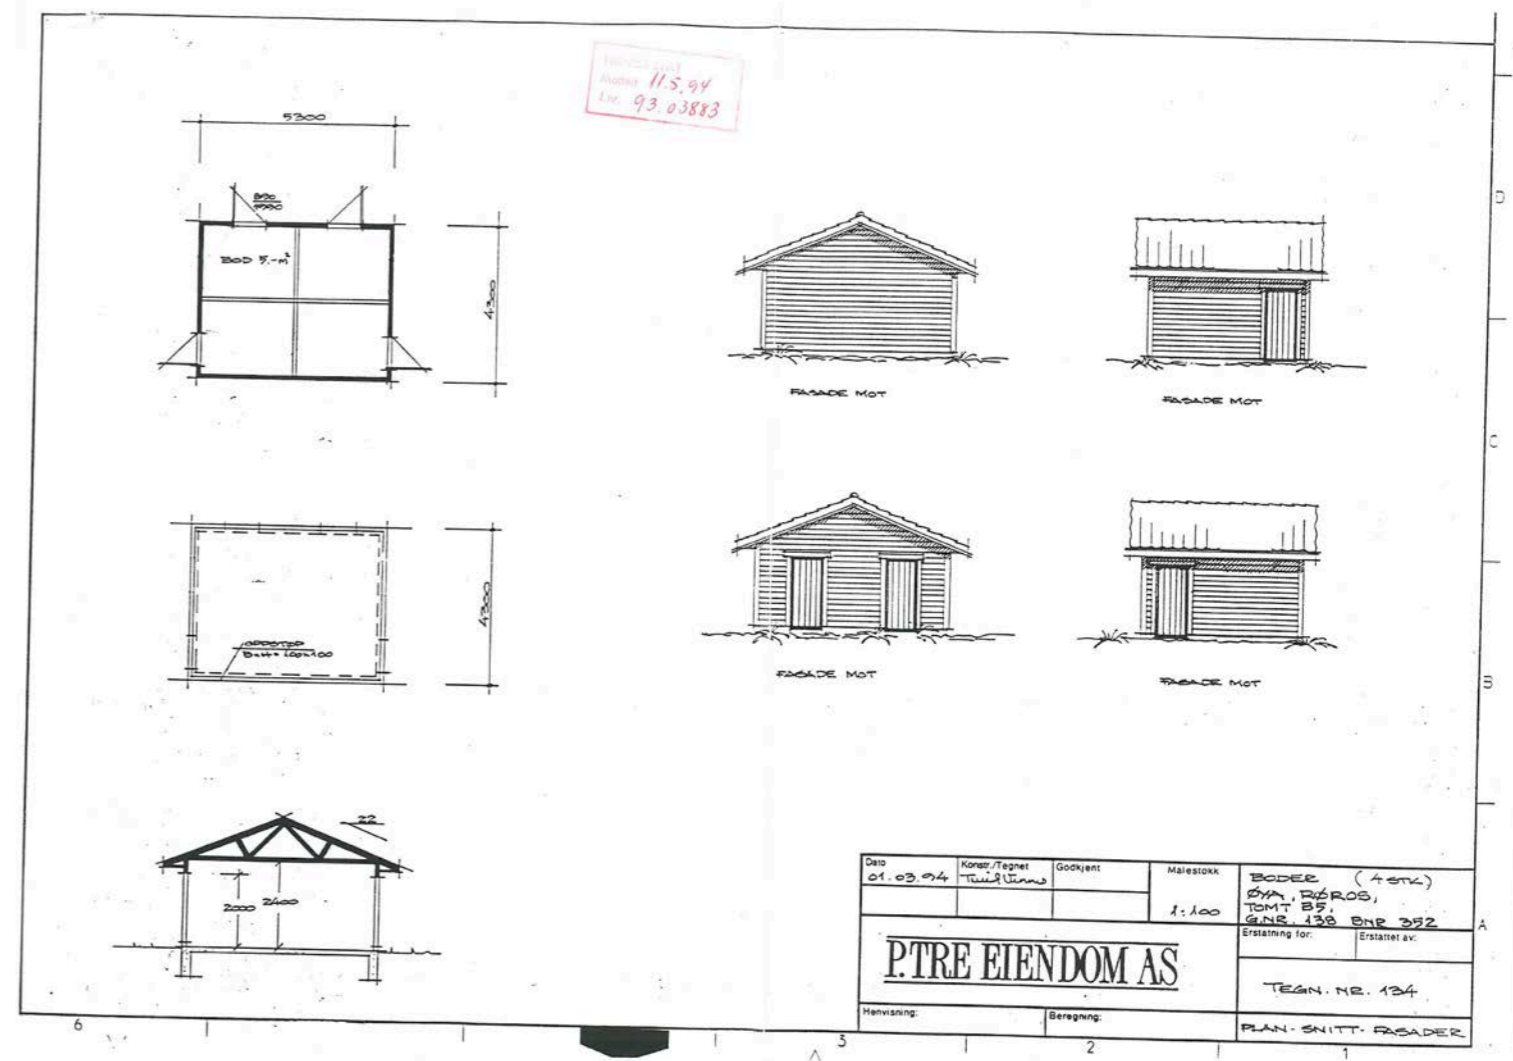 Mottatt 11.5.94
Lnr. 93.03883
5300
BOD 5.-m²
4300
4300
FASADE MOT
FASADE MOT
FASADE MOT
FASADE MOT
22
2000 2400
Dato
01.03.94
Konstr./Tegnet
Godkjent
Målestokk
1:100
BODER (4 STK)
ØYA, RØROS,
TOMT B5,
G.NR. 138 BNR 352
Erstatning for:
Erstattet av:
P.TRE EIENDOM AS
TEGN. NR. 134
Henvisning:
Beregning:
PLAN - SNITT - FASADER
D
C
B
A
6
3
2
1